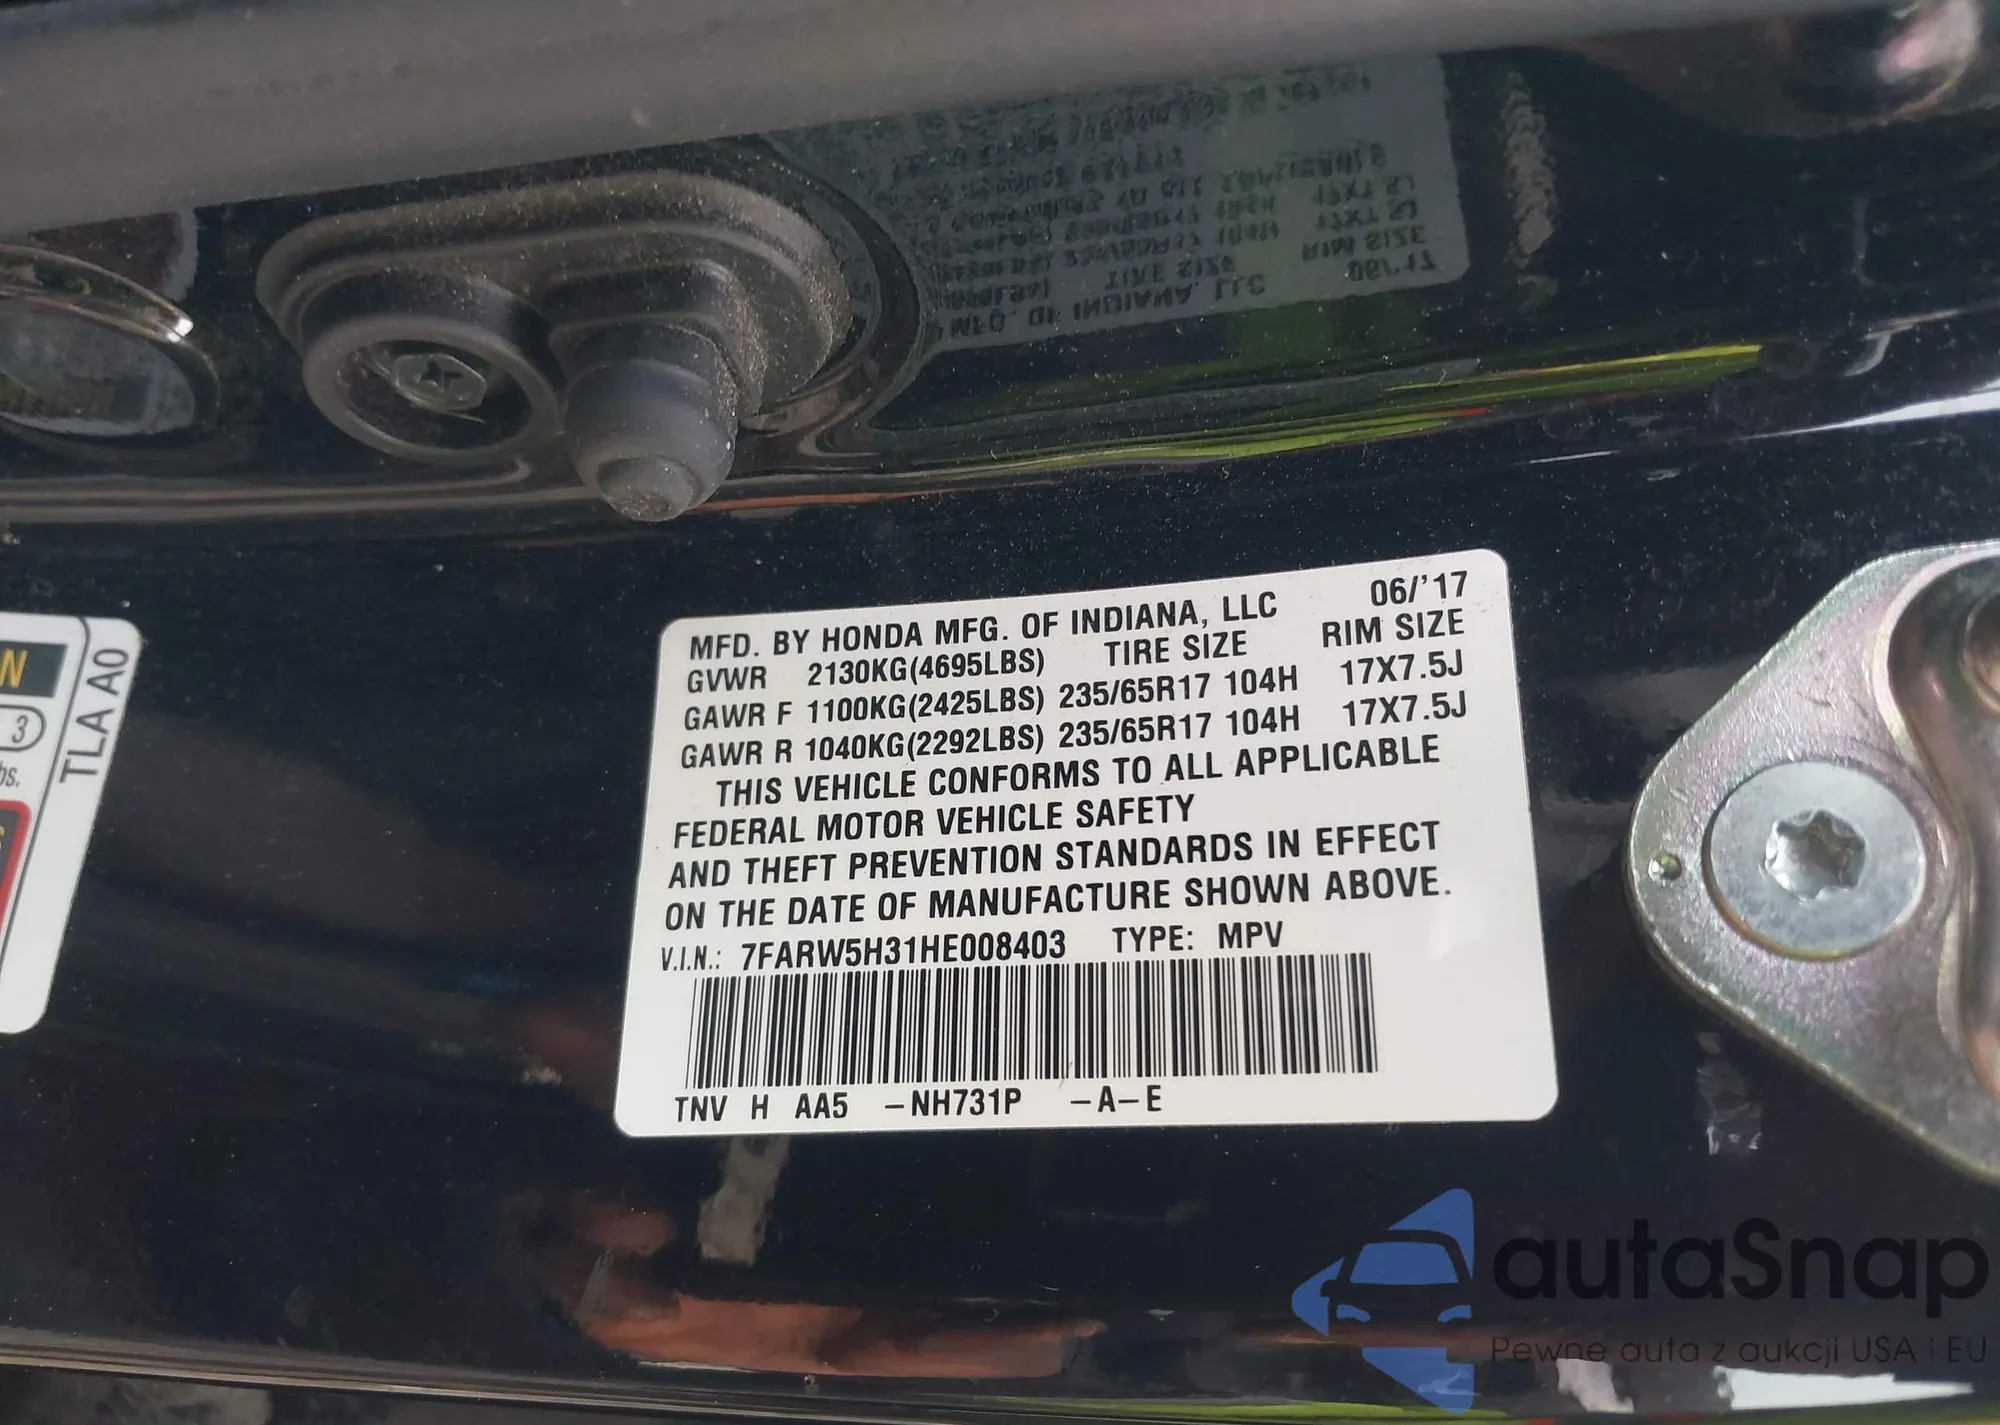 MFD. BY HONDA MFG. OF INDIANA, LLC 06/'17
GVWR 2130KG(4695LBS) TIRE SIZE RIM SIZE
GAWR F 1100KG(2425LBS) 235/65R17 104H 17X7.5J
GAWR R 1040KG(2292LBS) 235/65R17 104H 17X7.5J
THIS VEHICLE CONFORMS TO ALL APPLICABLE
FEDERAL MOTOR VEHICLE SAFETY
AND THEFT PREVENTION STANDARDS IN EFFECT
ON THE DATE OF MANUFACTURE SHOWN ABOVE.
V.I.N.: 7FARW5H31HE008403 TYPE: MPV
TNV H AA5 -NH731P -A-E
N
3
bs.
TLA A0
autaSnap
Pewne auta z aukcji USA i EU